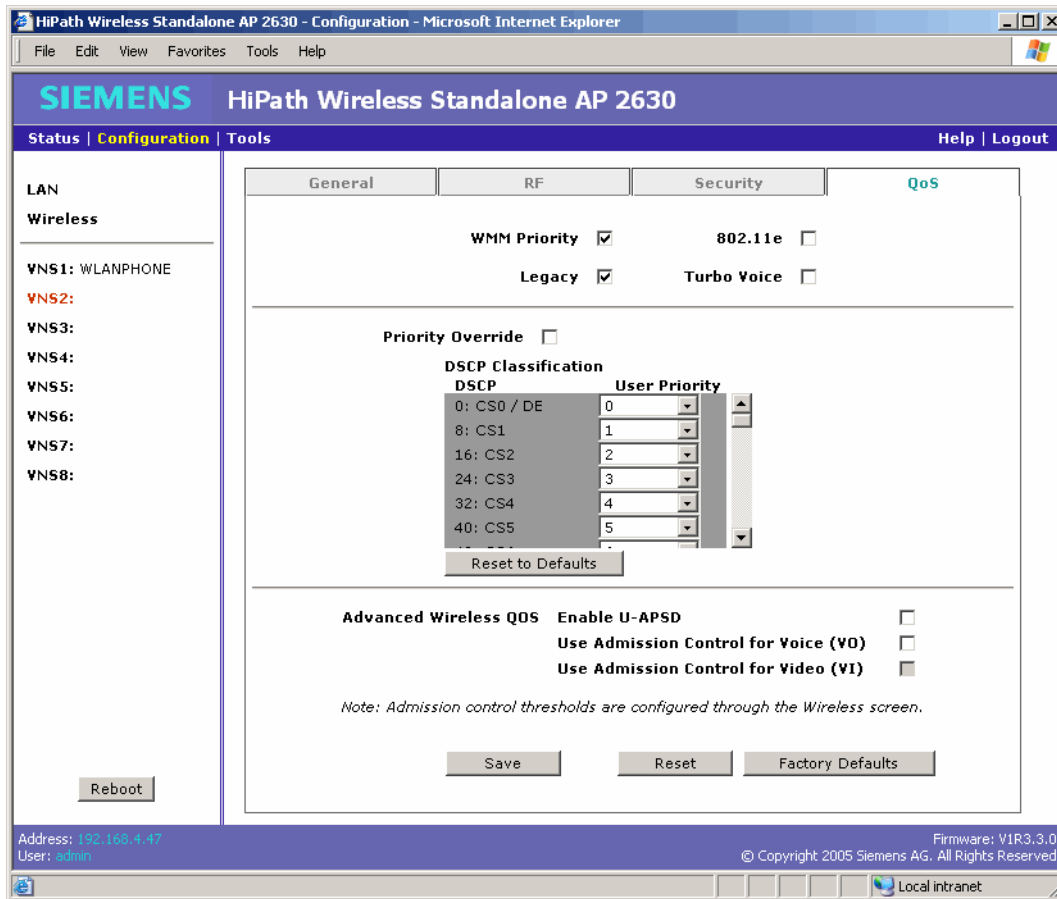 HiPath Wireless Standalone AP 2630 - Configuration - Microsoft Internet Explorer
File Edit View Favorites Tools Help
SIEMENS HiPath Wireless Standalone AP 2630
Status | Configuration | Tools Help | Logout
LAN
Wireless
VNS1: WLANPHONE
VNS2:
VNS3:
VNS4:
VNS5:
VNS6:
VNS7:
VNS8:
Reboot
General RF Security QoS
WMM Priority 802.11e
Legacy Turbo Voice
Priority Override
DSCP Classification
DSCP User Priority
0: CS0 / DE 0
8: CS1 1
16: CS2 2
24: CS3 3
32: CS4 4
40: CS5 5
Reset to Defaults
Advanced Wireless QOS Enable U-APSD
Use Admission Control for Voice (VO)
Use Admission Control for Video (VI)
Note: Admission control thresholds are configured through the Wireless screen.
Save Reset Factory Defaults
Address: 192.168.4.47 Firmware: V1R3.3.0
User: admin © Copyright 2005 Siemens AG. All Rights Reserved
Local intranet